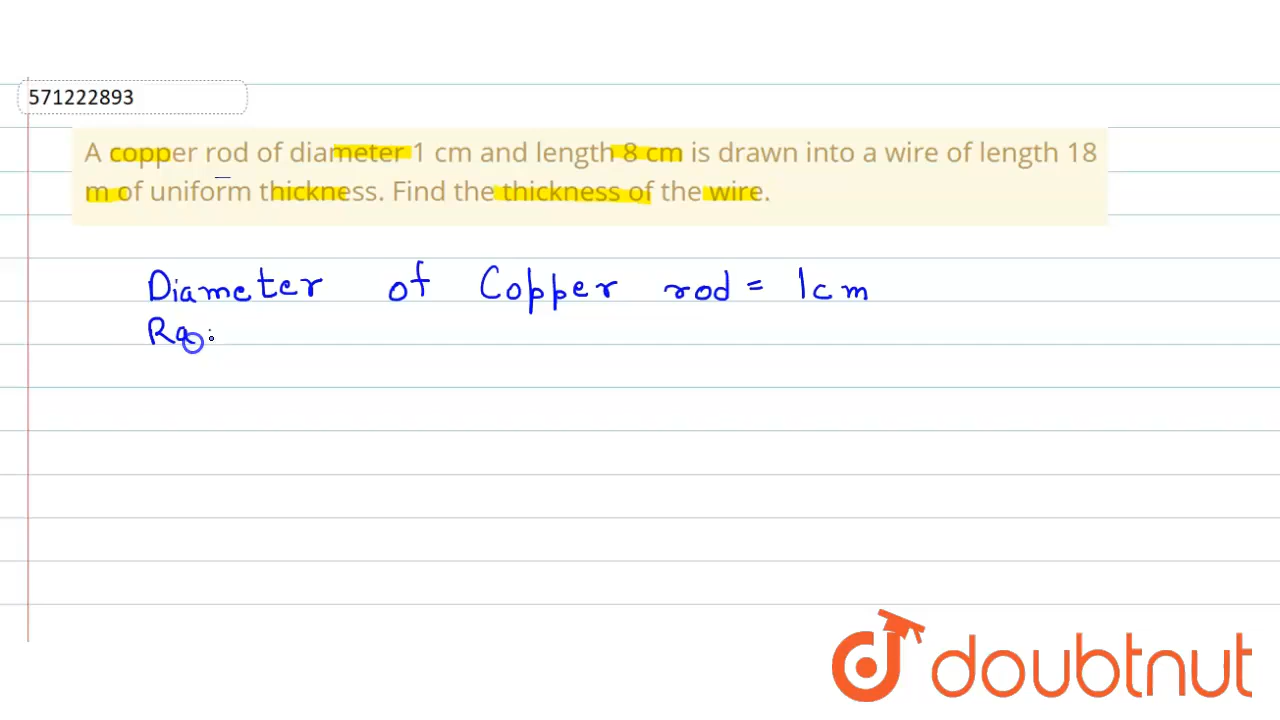 571222893
A copper rod of diameter 1 cm and length 8 cm is drawn into a wire of length 18
m of uniform thickness. Find the thickness of the wire.
Diameter of Copper rod = 1cm
Ra
doubtnut